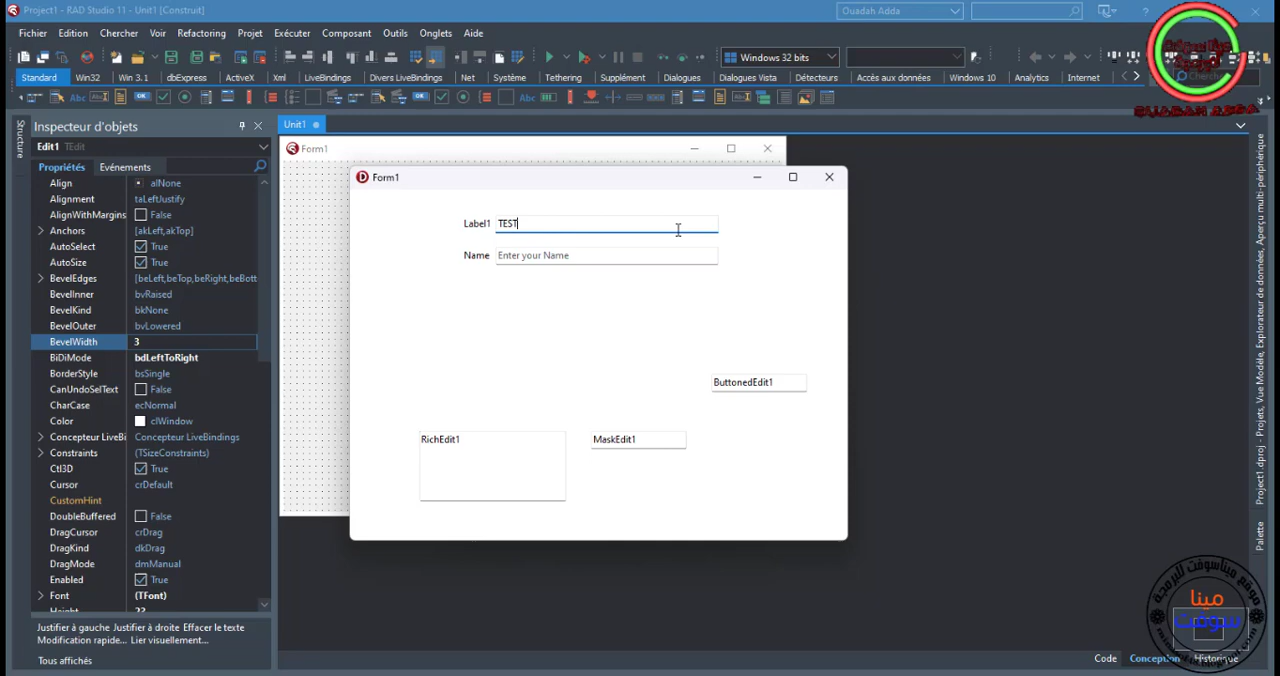 Project1 - RAD Studio 11 - Unit1 [Construit]
Ouadah Adda
Fichier Edition Chercher Voir Refactoring Projet Exécuter Composant Outils Onglets Aide
Windows 32 bits
Standard Win32 Win 3.1 dbExpress ActiveX Xml LiveBindings Divers LiveBindings Net Système Tethering Supplément Dialogues Dialogues Vista Détecteurs Accès aux données Windows 10 Analytics Internet
Structure
Inspecteur d'objets
Edit1 TEdit
Propriétés Evénements
Align alNone
Alignment taLeftJustify
AlignWithMargins False
Anchors [akLeft,akTop]
AutoSelect True
AutoSize True
BevelEdges [beLeft,beTop,beRight,beBott
BevelInner bvRaised
BevelKind bkNone
BevelOuter bvLowered
BevelWidth 3
BiDiMode bdLeftToRight
BorderStyle bsSingle
CanUndoSelText False
CharCase ecNormal
Color clWindow
Concepteur LiveBi Concepteur LiveBindings
Constraints (TSizeConstraints)
Ctl3D True
Cursor crDefault
CustomHint
DoubleBuffered False
DragCursor crDrag
DragKind dkDrag
DragMode dmManual
Enabled True
Font (TFont)
Height 23
Justifier à gauche Justifier à droite Effacer le texte
Modification rapide... Lier visuellement...
Tous affichés
Unit1
Form1
Form1
Label1 TEST
Name Enter your Name
ButtonedEdit1
RichEdit1
MaskEdit1
Project1.dproj - Projets, Vue Modèle, Explorateur de données, Aperçu multi-périphérique
Palette
Code Conception Historique
موقع ميناسوفت للبرمجة
مينا
سوفت